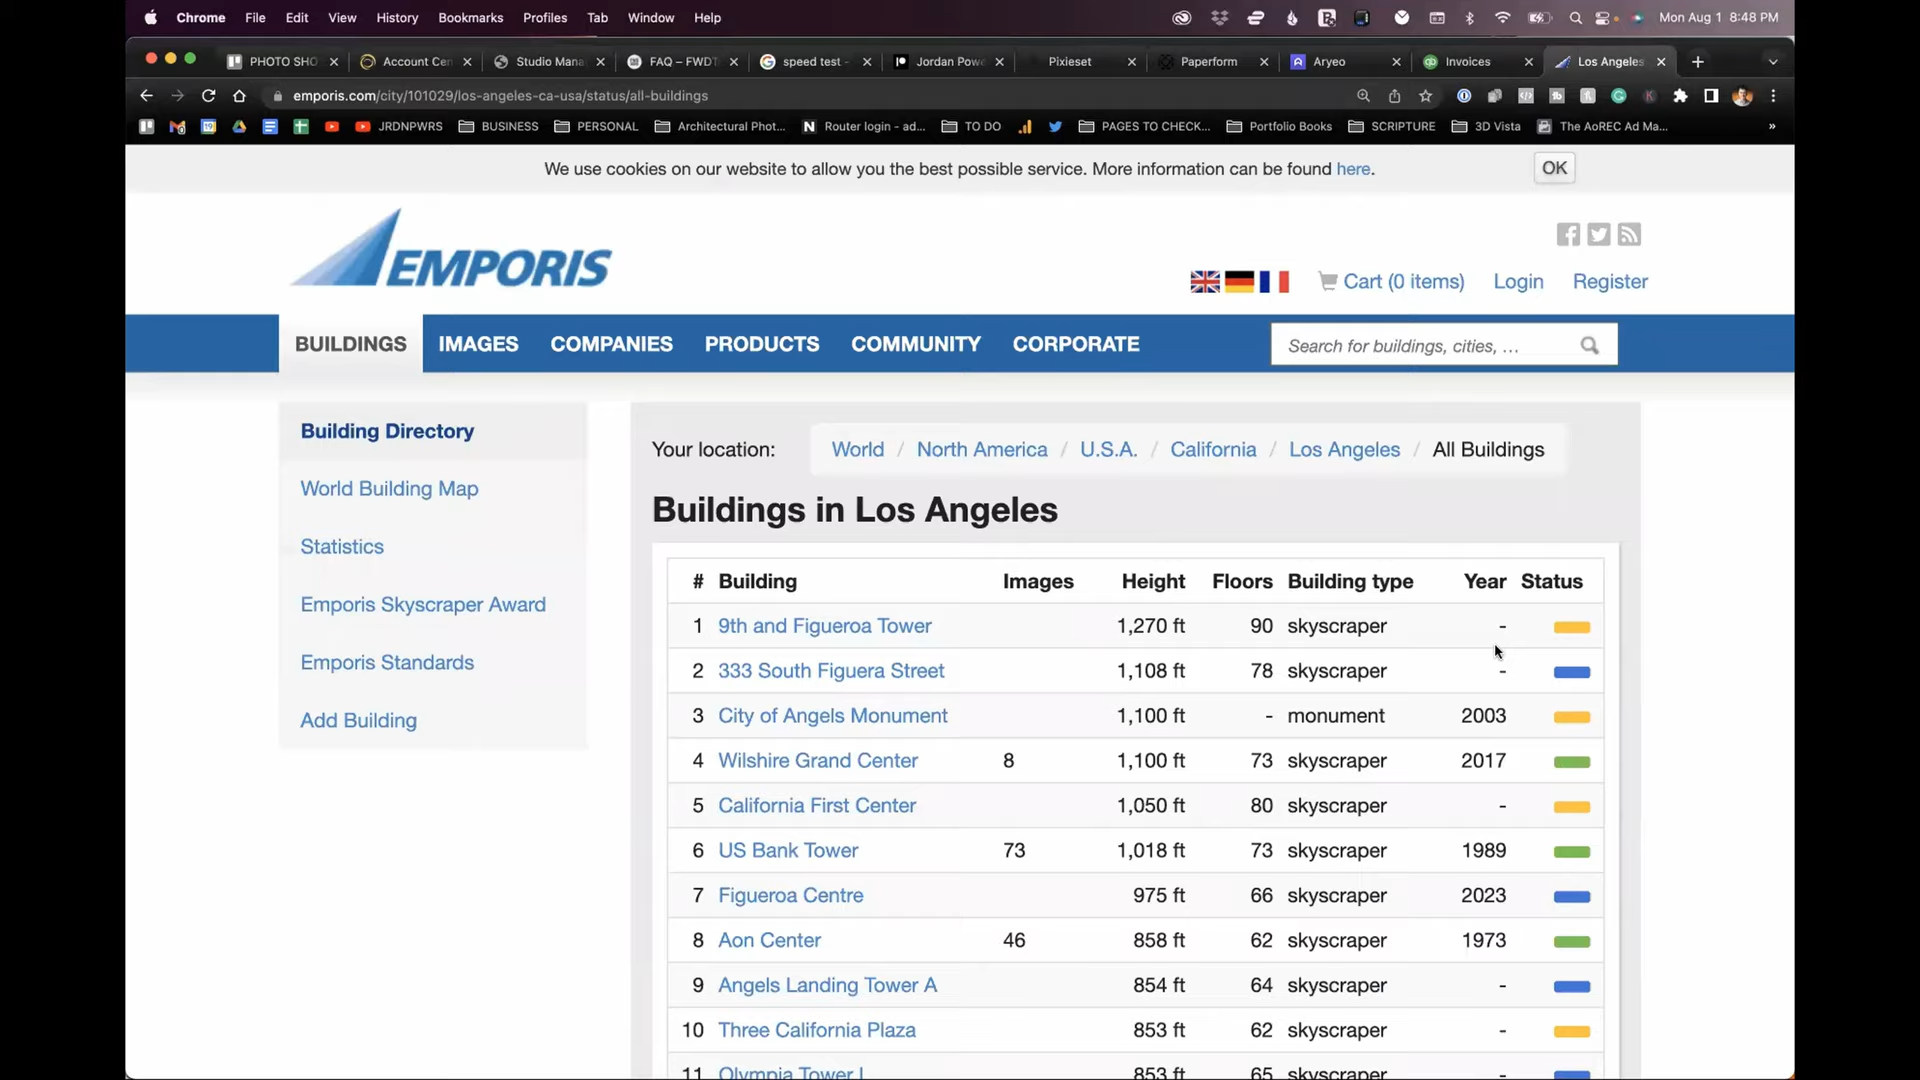 Chrome File Edit View History Bookmarks Profiles Tab Window Help Mon Aug 1 8:48 PM
PHOTO SHO Account Cen Studio Mana FAQ – FWDT speed test - Jordan Powe Pixieset Paperform Aryeo Invoices Los Angeles
emporis.com/city/101029/los-angeles-ca-usa/status/all-buildings
JRDNPWRS BUSINESS PERSONAL Architectural Phot... Router login - ad... TO DO PAGES TO CHECK... Portfolio Books SCRIPTURE 3D Vista The AoREC Ad Ma... »
We use cookies on our website to allow you the best possible service. More information can be found here. OK
EMPORIS
Cart (0 items) Login Register
BUILDINGS IMAGES COMPANIES PRODUCTS COMMUNITY CORPORATE Search for buildings, cities, ...
Building Directory
World Building Map
Statistics
Emporis Skyscraper Award
Emporis Standards
Add Building
Your location: World / North America / U.S.A. / California / Los Angeles / All Buildings
Buildings in Los Angeles
# Building Images Height Floors Building type Year Status
1 9th and Figueroa Tower 1,270 ft 90 skyscraper -
2 333 South Figuera Street 1,108 ft 78 skyscraper -
3 City of Angels Monument 1,100 ft - monument 2003
4 Wilshire Grand Center 8 1,100 ft 73 skyscraper 2017
5 California First Center 1,050 ft 80 skyscraper -
6 US Bank Tower 73 1,018 ft 73 skyscraper 1989
7 Figueroa Centre 975 ft 66 skyscraper 2023
8 Aon Center 46 858 ft 62 skyscraper 1973
9 Angels Landing Tower A 854 ft 64 skyscraper -
10 Three California Plaza 853 ft 62 skyscraper -
11 Olympia Tower I 853 ft 65 skyscraper -